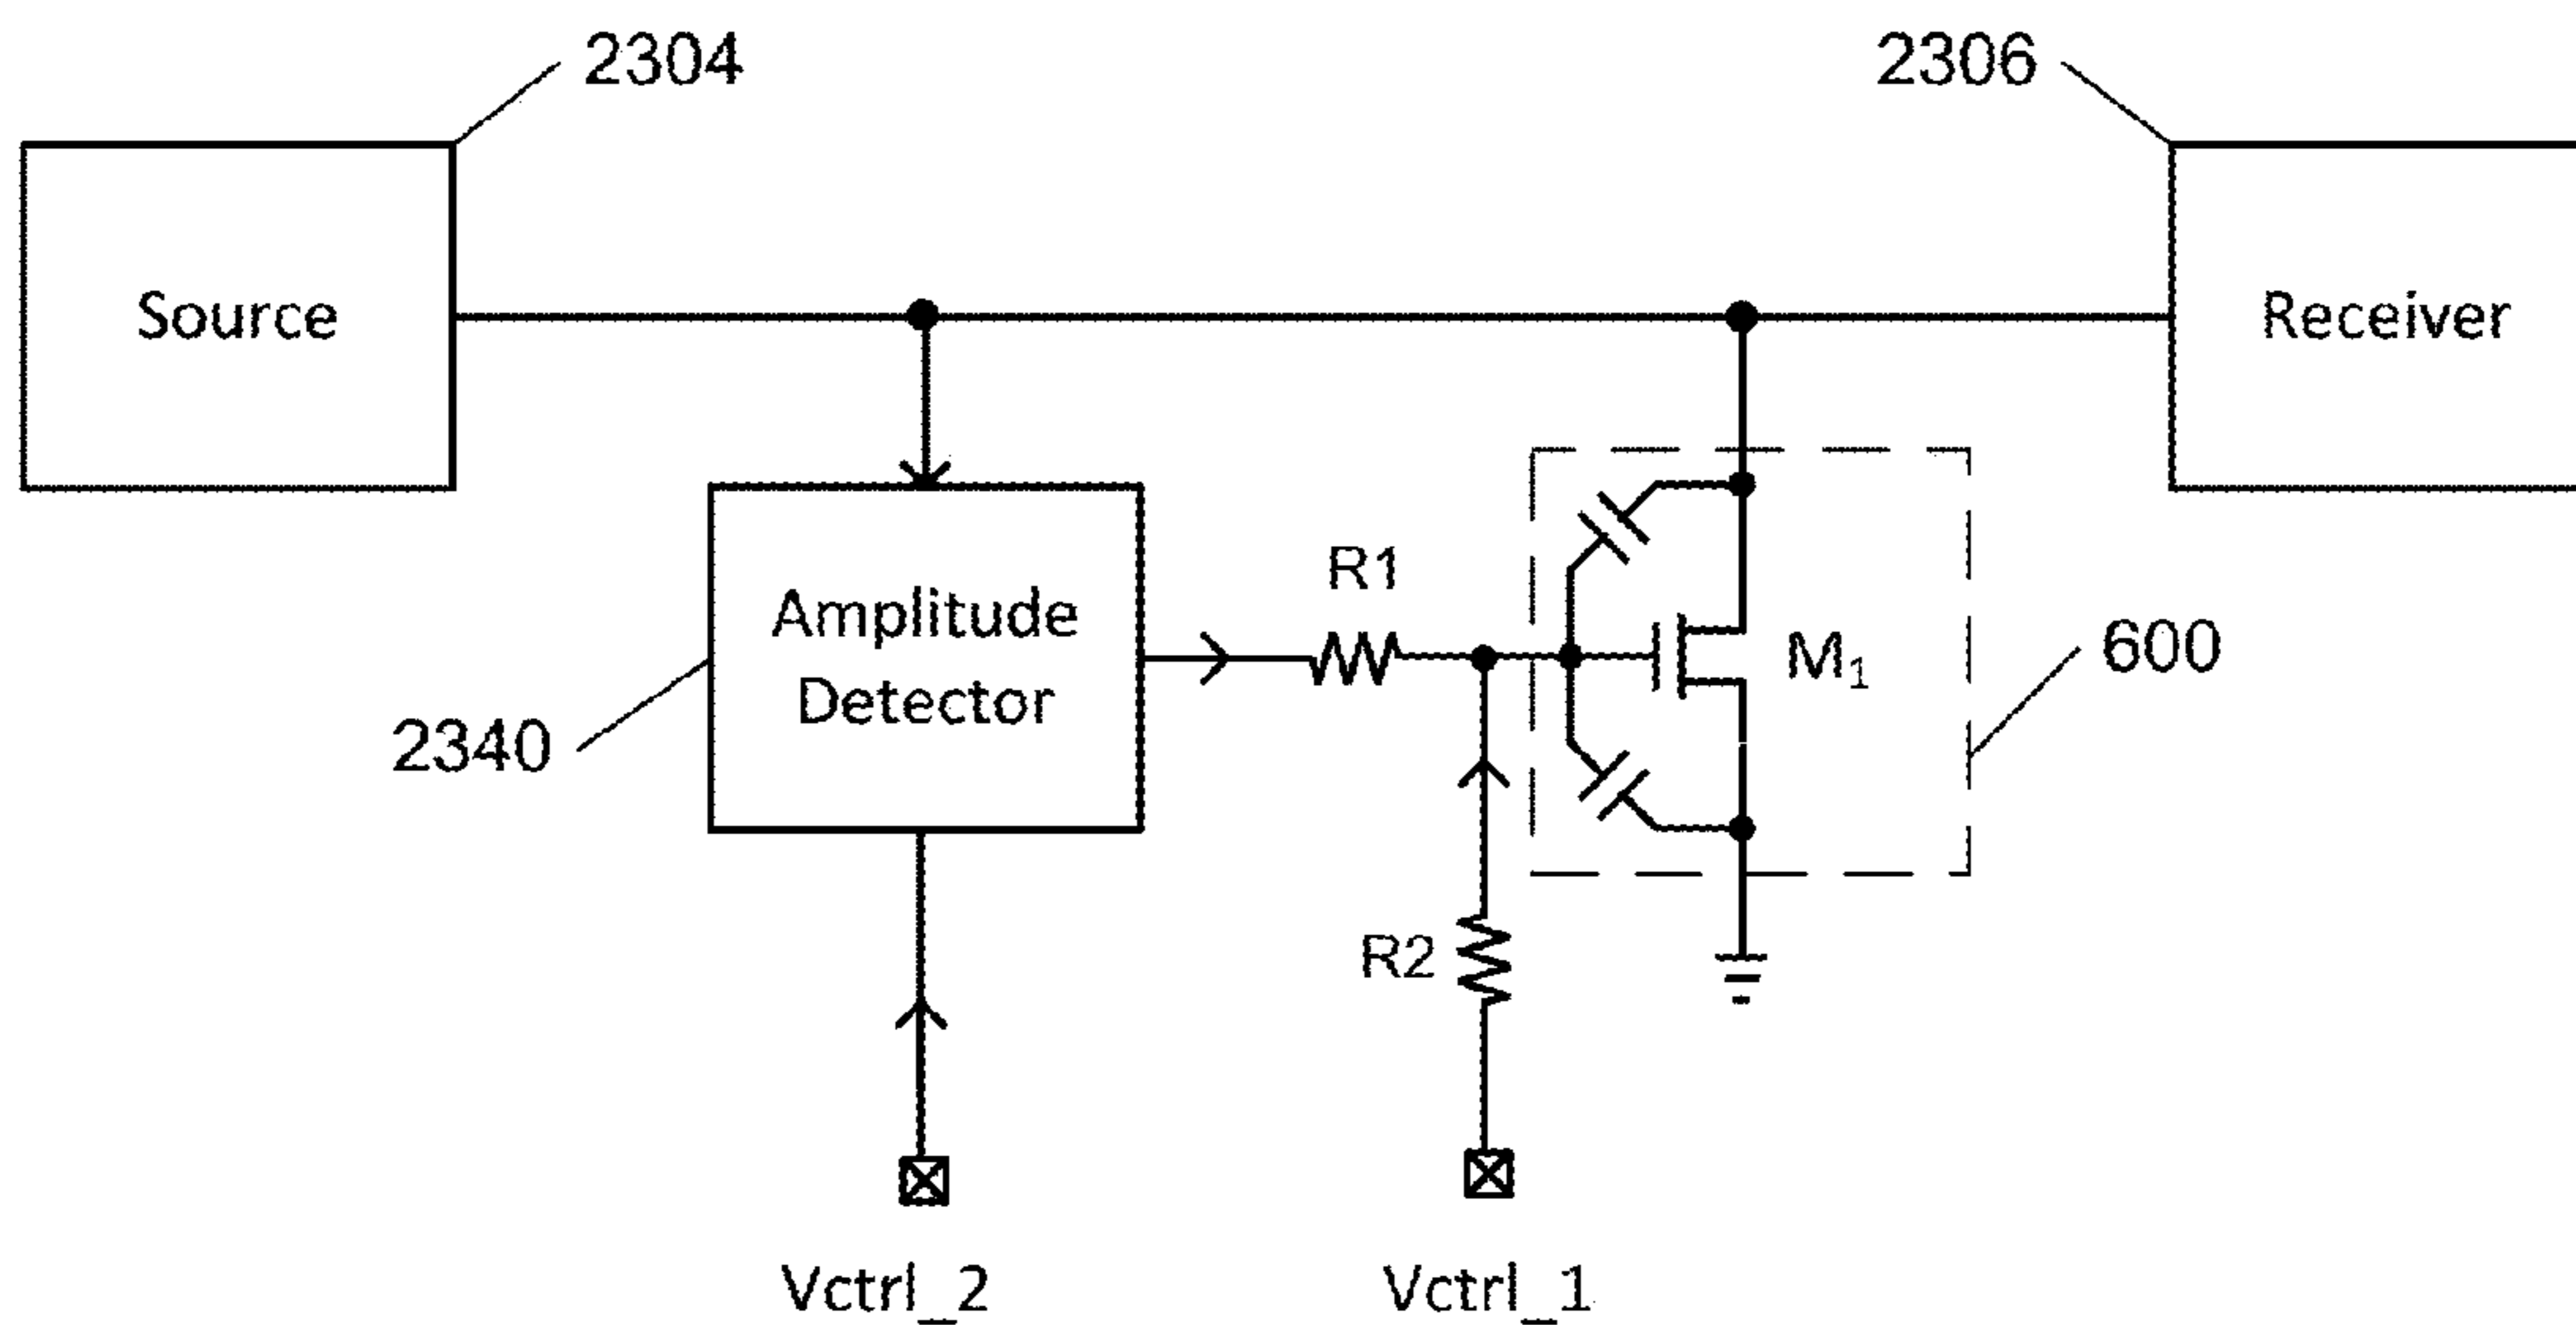 2304
2306
Source
Receiver
R1
Amplitude
Detector
M₁
600
2340
R2
Vctrl_2
Vctrl_1